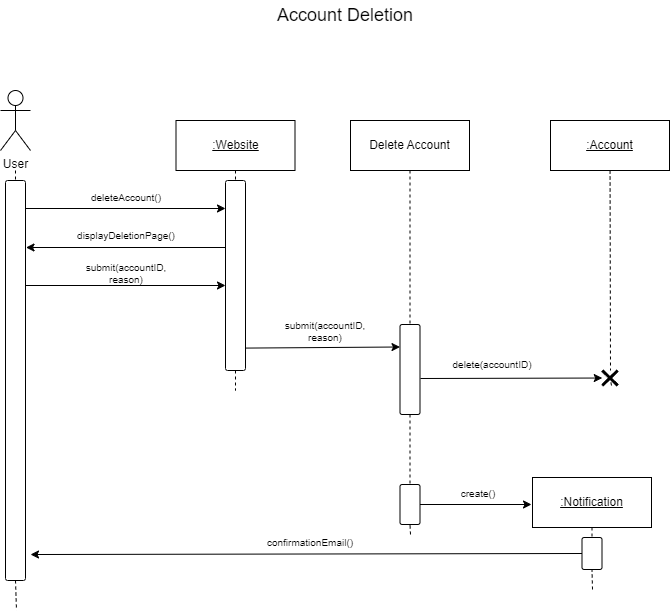 Account Deletion
:Website
Delete Account
:Account
User
deleteAccount()
displayDeletionPage()
submit(accountID,
reason)
submit(accountID,
reason)
delete(accountID)
create()
:Notification
confirmationEmail()